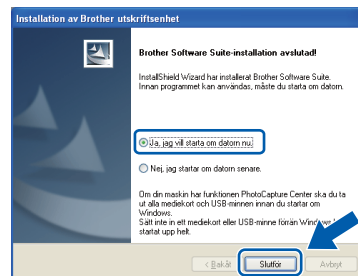 Installation av Brother utskriftsenhet
Brother Software Suite-installation avslutad!
InstallShield Wizard har installerat Brother Software Suite.
Innan programmet kan användas, måste du starta om datorn.
Ja, jag vill starta om datorn nu.
Nej, jag startar om datorn senare.
Om din maskin har funktionen PhotoCapture Center ska du ta
ut alla mediekort och USB-minnen innan du startar om
Windows.
Sätt inte in ett mediekort eller USB-minne förrän Windows
startat upp helt.
< Bakåt
Slutför
Avbryt